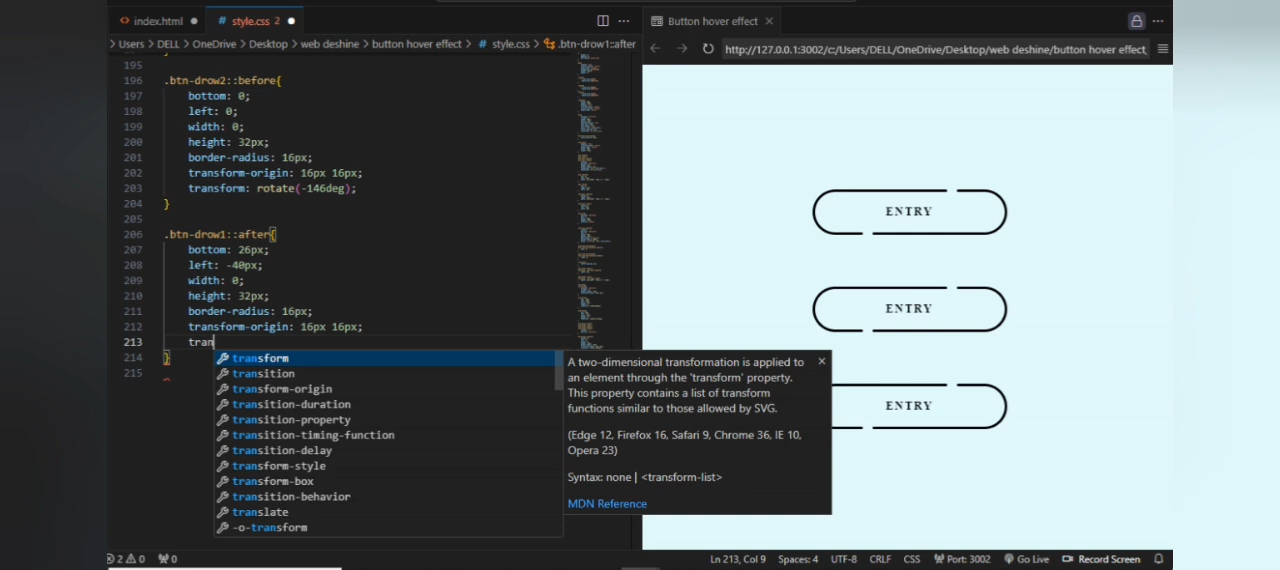 index.html
style.css 2
Button hover effect
> Users > DELL > OneDrive > Desktop > web deshine > button hover effect > # style.css > .btn-drow1::after
http://127.0.0.1:3002/c:/Users/DELL/OneDrive/Desktop/web deshine/button hover effect
195
196 .btn-drow2::before{
197 bottom: 0;
198 left: 0;
199 width: 0;
200 height: 32px;
201 border-radius: 16px;
202 transform-origin: 16px 16px;
203 transform: rotate(-146deg);
204 }
205
206 .btn-drow1::after{
207 bottom: 26px;
208 left: -40px;
209 width: 0;
210 height: 32px;
211 border-radius: 16px;
212 transform-origin: 16px 16px;
213 tran
214 }
215
transform
transition
transform-origin
transition-duration
transition-property
transition-timing-function
transition-delay
transform-style
transform-box
transition-behavior
translate
-o-transform
A two-dimensional transformation is applied to
an element through the 'transform' property.
This property contains a list of transform
functions similar to those allowed by SVG.
(Edge 12, Firefox 16, Safari 9, Chrome 36, IE 10,
Opera 23)
Syntax: none | <transform-list>
MDN Reference
ENTRY
ENTRY
ENTRY
2 0 0
Ln 213, Col 9 Spaces: 4 UTF-8 CRLF CSS Port: 3002 Go Live Record Screen